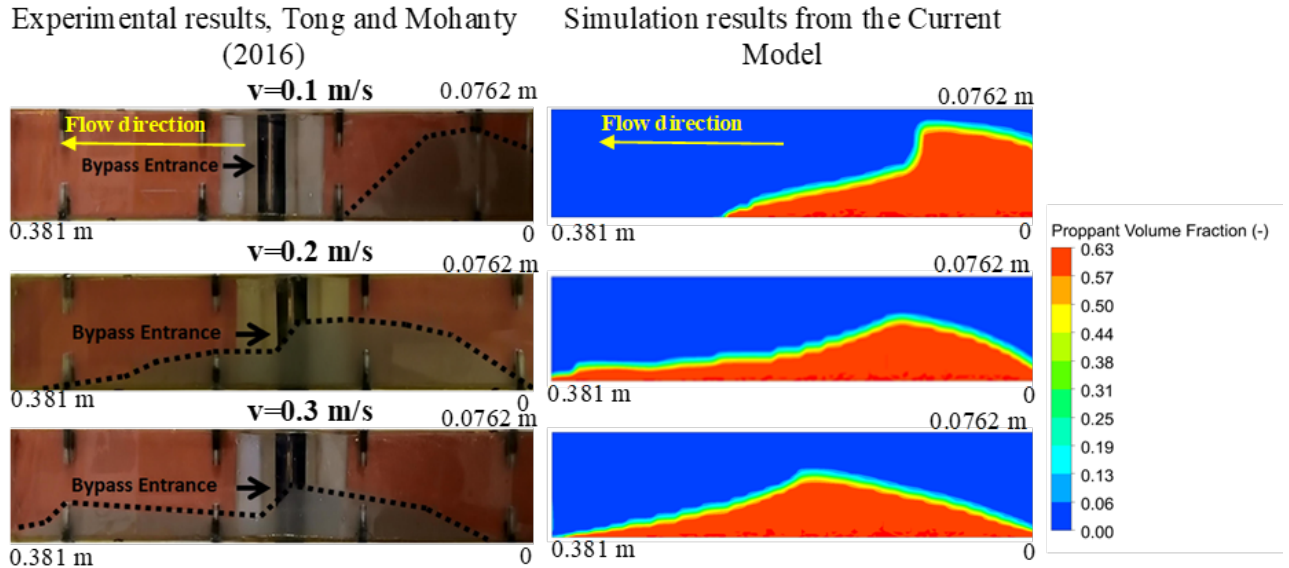 Experimental results, Tong and Mohanty
(2016)
Simulation results from the Current
Model
v=0.1 m/s
0.0762 m
0.0762 m
Flow direction
Flow direction
Bypass Entrance
0.381 m
0
0.381 m
0
v=0.2 m/s
0.0762 m
0.0762 m
Bypass Entrance
0.381 m
0
0.381 m
0
v=0.3 m/s
0.0762 m
0.0762 m
Bypass Entrance
0.381 m
0
0.381 m
0
Proppant Volume Fraction (-)
0.63
0.57
0.50
0.44
0.38
0.31
0.25
0.19
0.13
0.06
0.00